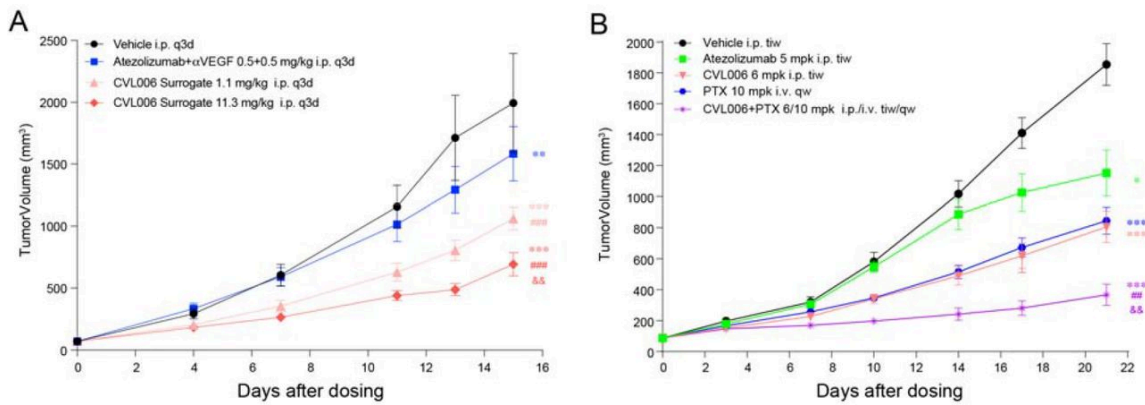 A
Vehicle i.p. q3d
Atezolizumab+αVEGF 0.5+0.5 mg/kg i.p. q3d
CVL006 Surrogate 1.1 mg/kg i.p. q3d
CVL006 Surrogate 11.3 mg/kg i.p. q3d
TumorVolume (mm³)
2500
2000
1500
1000
500
0
**
***
###
***
###
&&
0 2 4 6 8 10 12 14 16
Days after dosing
B
Vehicle i.p. tiw
Atezolizumab 5 mpk i.p. tiw
CVL006 6 mpk i.p. tiw
PTX 10 mpk i.v. qw
CVL006+PTX 6/10 mpk i.p./i.v. tiw/qw
TumorVolume (mm³)
2000
1800
1600
1400
1200
1000
800
600
400
200
0
*
***
***
***
##
&&
0 2 4 6 8 10 12 14 16 18 20 22
Days after dosing